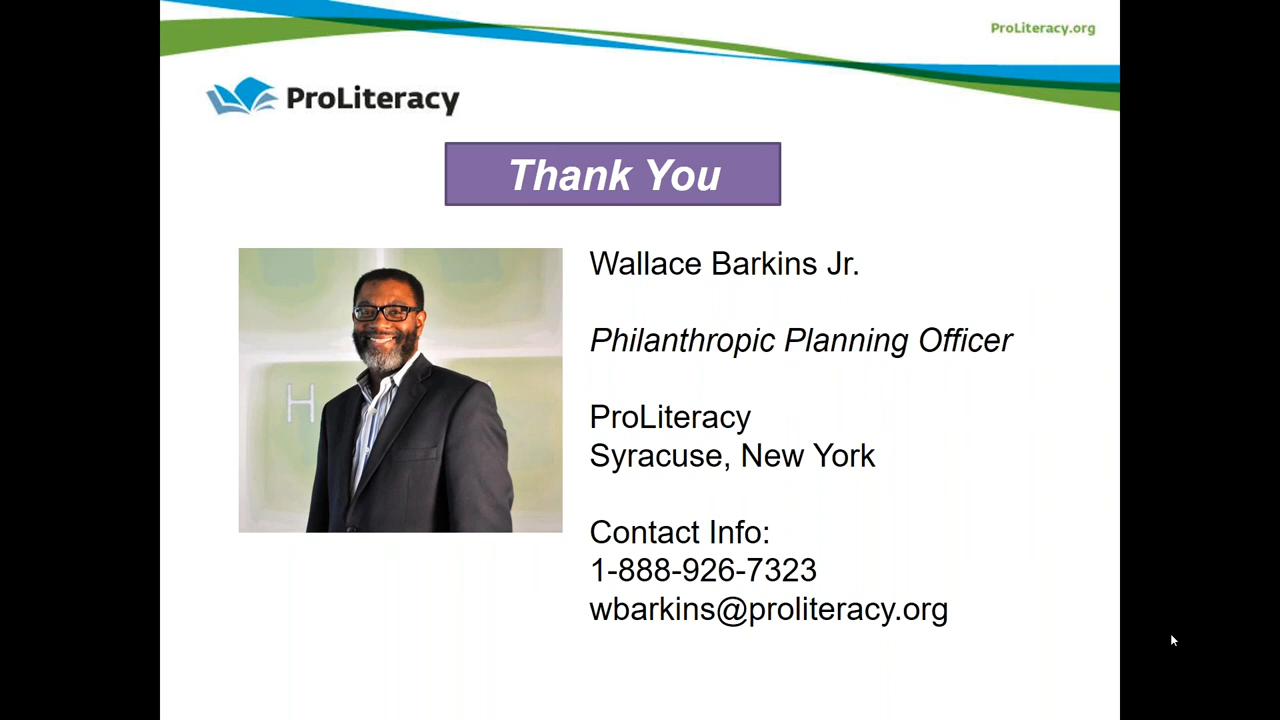 ProLiteracy.org
ProLiteracy
Thank You
H
Wallace Barkins Jr.
Philanthropic Planning Officer
ProLiteracy
Syracuse, New York
Contact Info:
1-888-926-7323
wbarkins@proliteracy.org